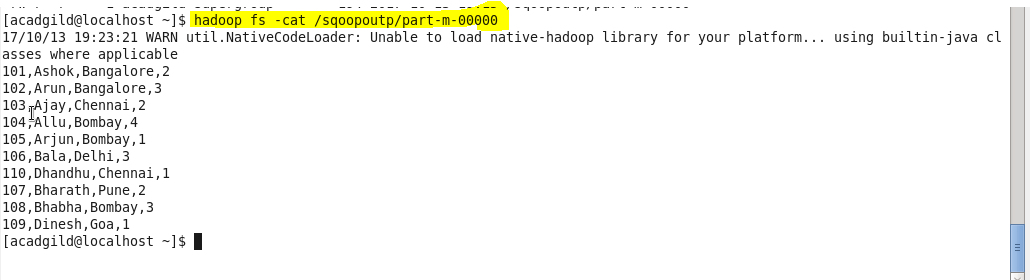 [acadgild@localhost ~]$ hadoop fs -cat /sqoopoutp/part-m-00000
17/10/13 19:23:21 WARN util.NativeCodeLoader: Unable to load native-hadoop library for your platform... using builtin-java cl
asses where applicable
101,Ashok,Bangalore,2
102,Arun,Bangalore,3
103,Ajay,Chennai,2
104,Allu,Bombay,4
105,Arjun,Bombay,1
106,Bala,Delhi,3
110,Dhandhu,Chennai,1
107,Bharath,Pune,2
108,Bhabha,Bombay,3
109,Dinesh,Goa,1
[acadgild@localhost ~]$